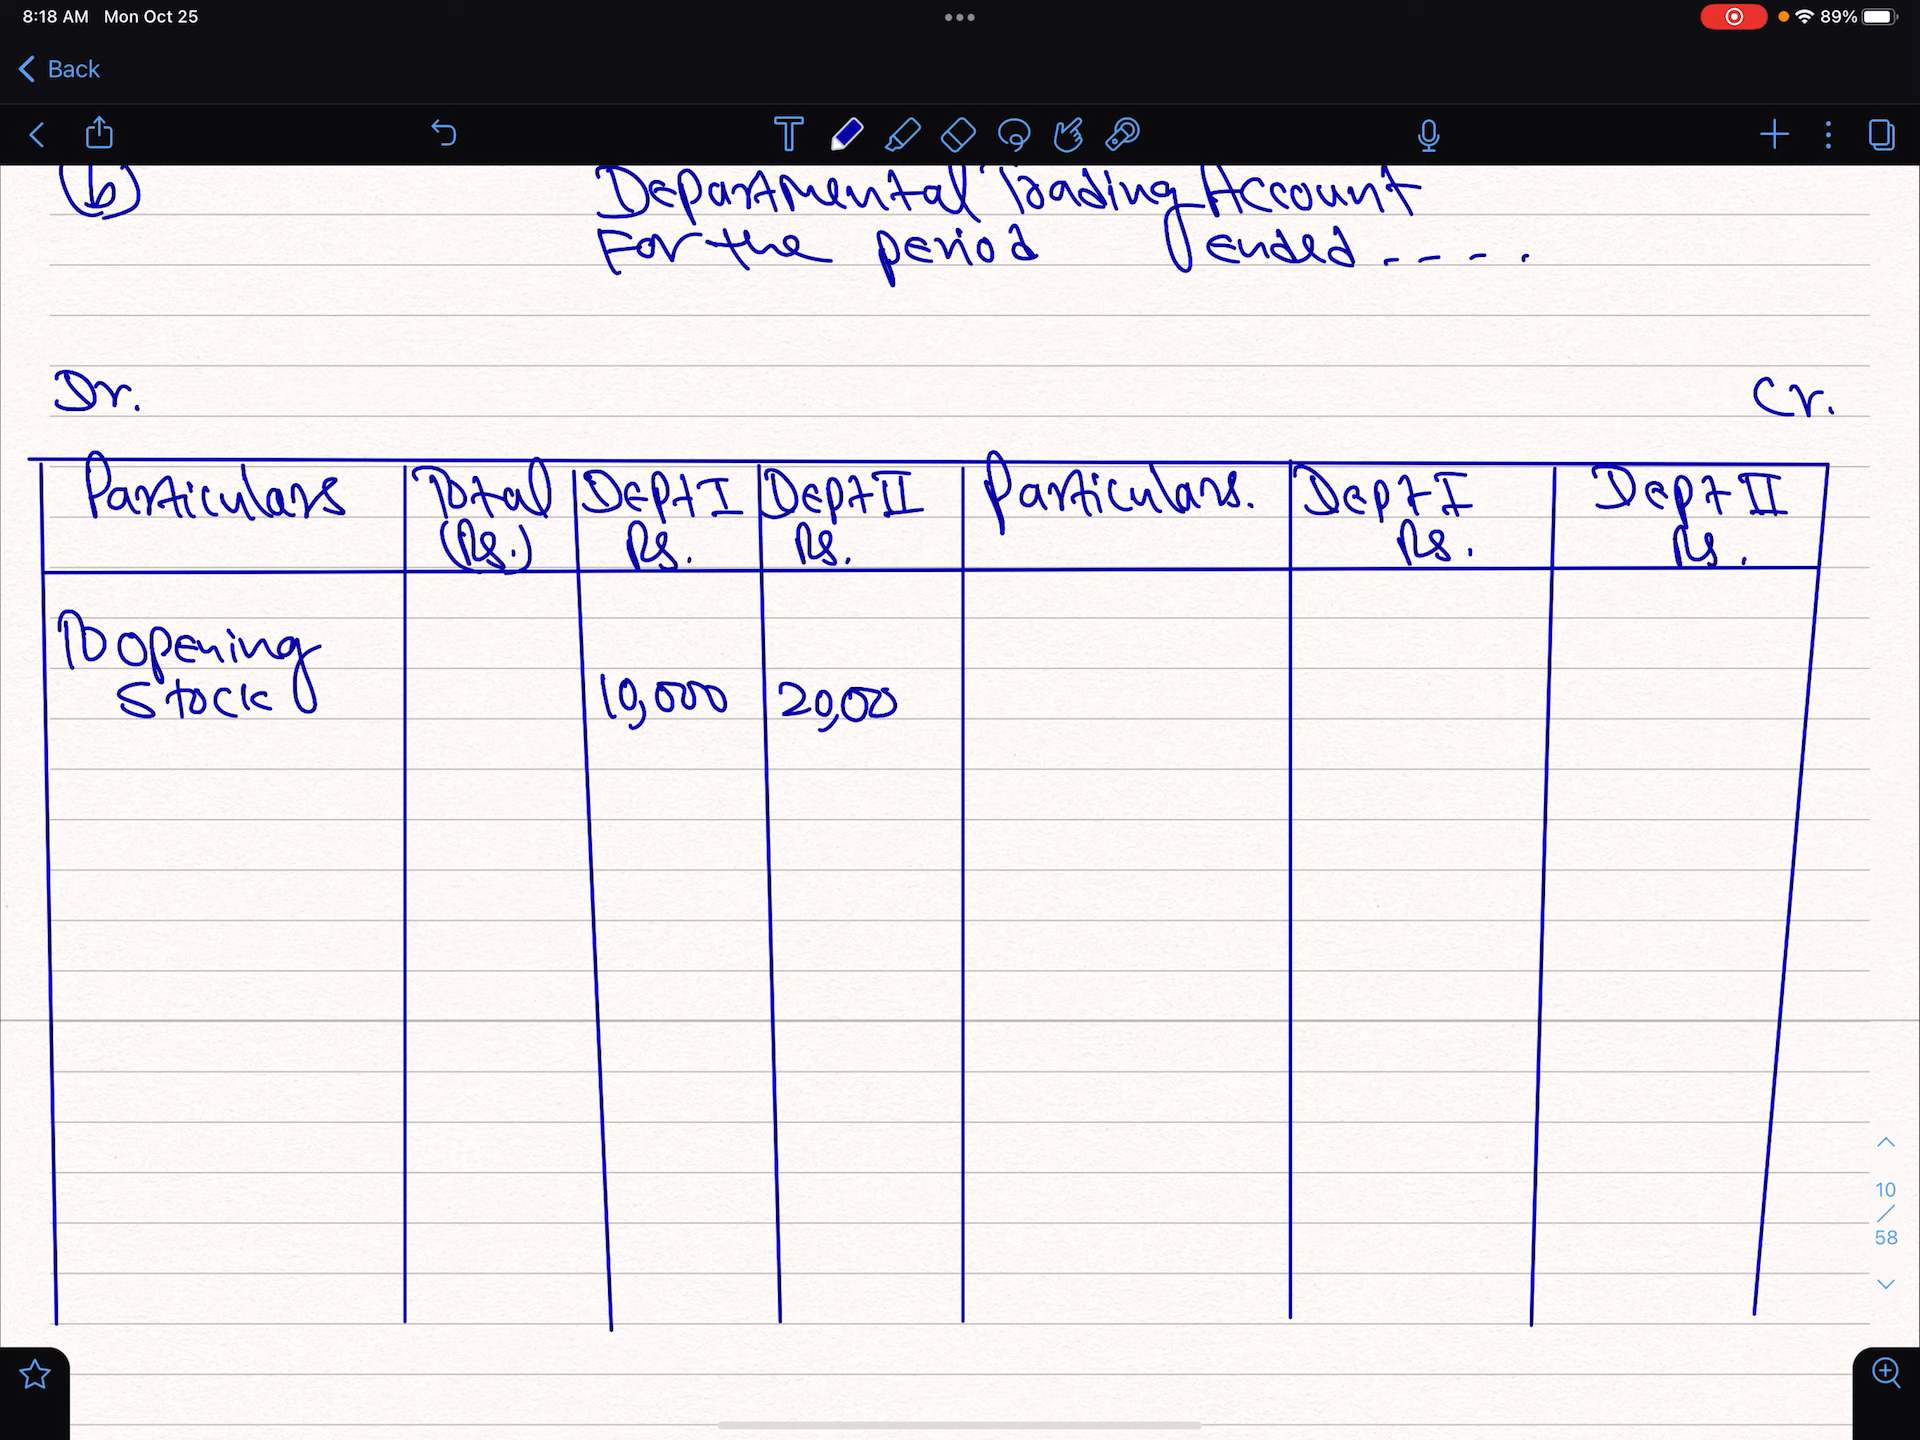 8:18 AM Mon Oct 25
89%
Back
(b) Departmental Trading Account
For the period ended ----.
Dr. Cr.
Particulars Total Dept I Dept II Particulars. Dept I Dept II
(Rs.) Rs. Rs. Rs. Rs.
To opening
Stock 10,000 20,00
10
/
58